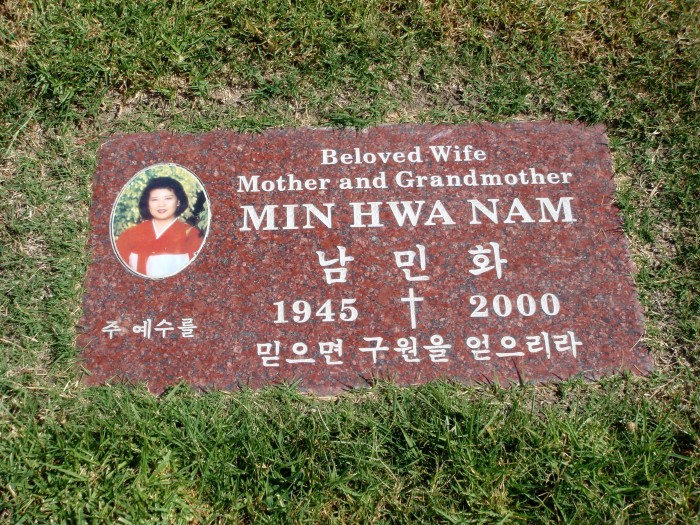 Beloved Wife
Mother and Grandmother
MIN HWA NAM
남 민 화
1945 2000
주 예수를
믿으면 구원을 얻으리라